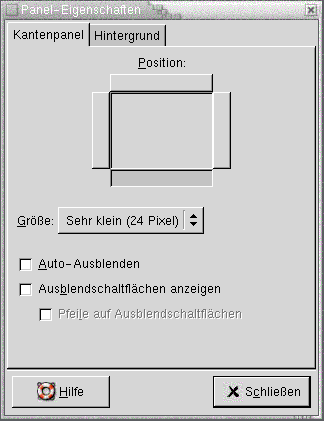 Panel-Eigenschaften
Kantenpanel Hintergrund
Position:
Größe: Sehr klein (24 Pixel)
Auto-Ausblenden
Ausblendschaltflächen anzeigen
Pfeile auf Ausblendschaltflächen
Hilfe Schließen